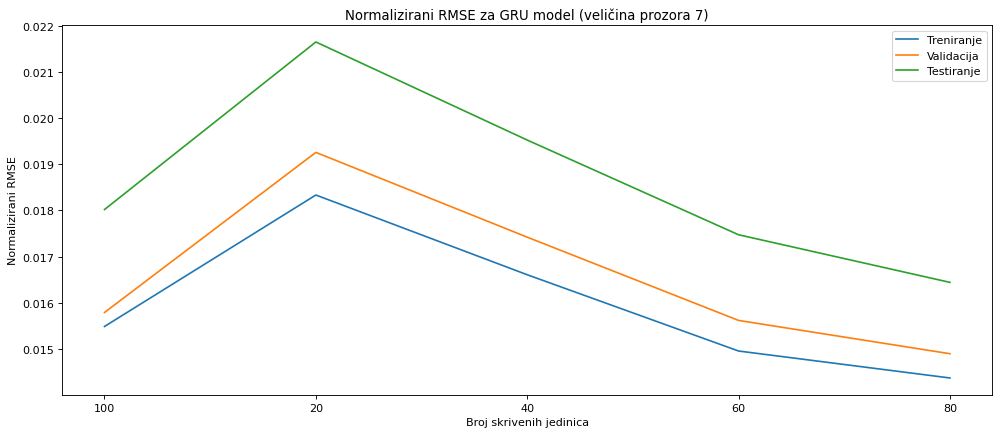 Normalizirani RMSE za GRU model (veličina prozora 7)
0.022
0.021
0.020
0.019
0.018
0.017
0.016
0.015
Normalizirani RMSE
Treniranje
Validacija
Testiranje
100 20 40 60 80
Broj skrivenih jedinica